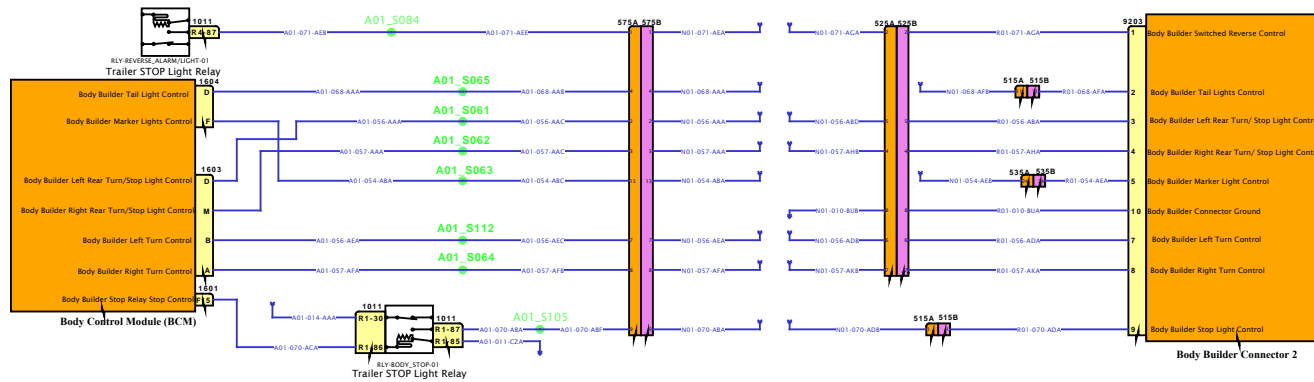 1011
R4-87
A01-071-AEB
A01_S084
A01-071-AEE
575A 575B
N01-071-AEA
N01-071-AGA
525A 525B
R01-071-AGA
9203
1
Body Builder Switched Reverse Control
RLY-REVERSE_ALARM/LIGHT-01
Trailer STOP Light Relay
1604
Body Builder Tail Light Control
D
A01-068-AAA
A01_S065
A01-068-AAB
N01-068-AAA
N01-068-AFB
515A 515B
R01-068-AFA
2
Body Builder Tail Lights Control
Body Builder Marker Lights Control
F
A01-056-AAA
A01_S061
A01-056-AAC
N01-056-AAA
N01-056-ABD
R01-056-ABA
3
Body Builder Left Rear Turn/ Stop Light Contr
A01-057-AAA
A01_S062
A01-057-AAC
N01-057-AAA
N01-057-AHB
R01-057-AHA
4
Body Builder Right Rear Turn/ Stop Light Cont
1603
Body Builder Left Rear Turn/Stop Light Control
D
A01-054-ABA
A01_S063
A01-054-ABC
N01-054-ABA
N01-054-AEB
535A 535B
R01-054-AEA
5
Body Builder Marker Light Control
Body Builder Right Rear Turn/Stop Light Control
M
N01-010-BUB
R01-010-BUA
10
Body Builder Connector Ground
Body Builder Left Turn Control
B
A01-056-AEA
A01_S112
A01-056-AEC
N01-056-AEA
N01-056-ADB
R01-056-ADA
7
Body Builder Left Turn Control
Body Builder Right Turn Control
A
A01-057-AFA
A01_S064
A01-057-AFB
N01-057-AFA
N01-057-AKB
R01-057-AKA
8
Body Builder Right Turn Control
1601
Body Builder Stop Relay Stop Control
Body Control Module (BCM)
A01-014-AAA
1011
R1-30
1011
R1-87
A01-070-ABA
A01_S105
A01-070-ABF
N01-070-ABA
N01-070-ADB
515A 515B
R01-070-ADA
9
Body Builder Stop Light Control
A01-070-ACA
R1-86
R1-85
A01-011-CZA
RLY-BODY_STOP-01
Trailer STOP Light Relay
Body Builder Connector 2